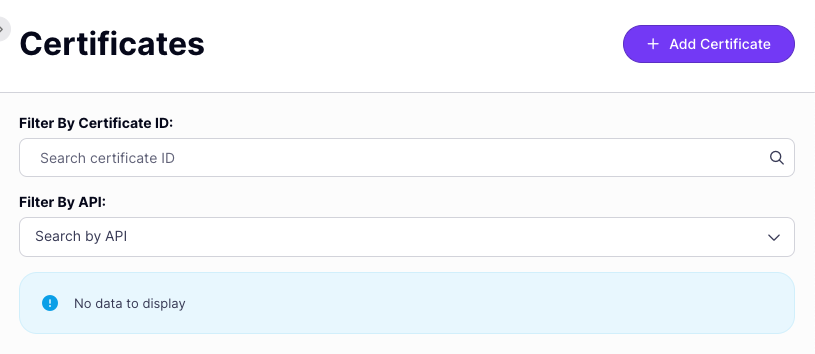 Certificates
+ Add Certificate
Filter By Certificate ID:
Search certificate ID
Filter By API:
Search by API
No data to display